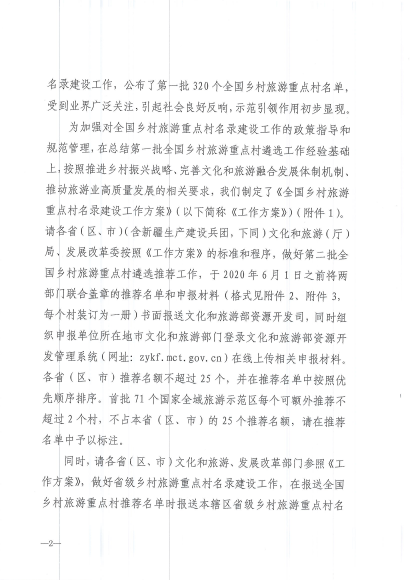 名录建设工作，公布了第一批 320 个全国乡村旅游重点村名单，
受到业界广泛关注，引起社会良好反响，示范引领作用初步显现。
为加强对全国乡村旅游重点村名录建设工作的政策指导和
规范管理，在总结第一批全国乡村旅游重点村遴选工作经验基础
上，按照推进乡村振兴战略、完善文化和旅游融合发展体制机制、
推动旅游业高质量发展的相关要求，我们制定了《全国乡村旅游
重点村名录建设工作方案》（以下简称《工作方案》）（附件 1）。
请各省（区、市）（含新疆生产建设兵团，下同）文化和旅游（厅）
局、发展改革委按照《工作方案》的标准和程序，做好第二批全
国乡村旅游重点村遴选推荐工作，于 2020 年 6 月 1 日之前将两
部门联合盖章的推荐名单和申报材料（格式见附件 2、附件 3，
每个村装订为一册）书面报送文化和旅游部资源开发司，同时组
织申报单位所在地市文化和旅游部门登录文化和旅游部资源开
发管理系统（网址：zykf.mct.gov.cn）在线上传相关申报材料。
各省（区、市）推荐名额不超过 25 个，并在推荐名单中按照优
先顺序排序。首批 71 个国家全域旅游示范区每个可额外推荐不
超过 2 个村，不占本省（区、市）的 25 个推荐名额，请在推荐
名单中予以标注。
同时，请各省（区、市）文化和旅游、发展改革部门参照《工
作方案》，做好省级乡村旅游重点村名录建设工作，在报送全国
乡村旅游重点村推荐名单时报送本辖区省级乡村旅游重点村名
—2—